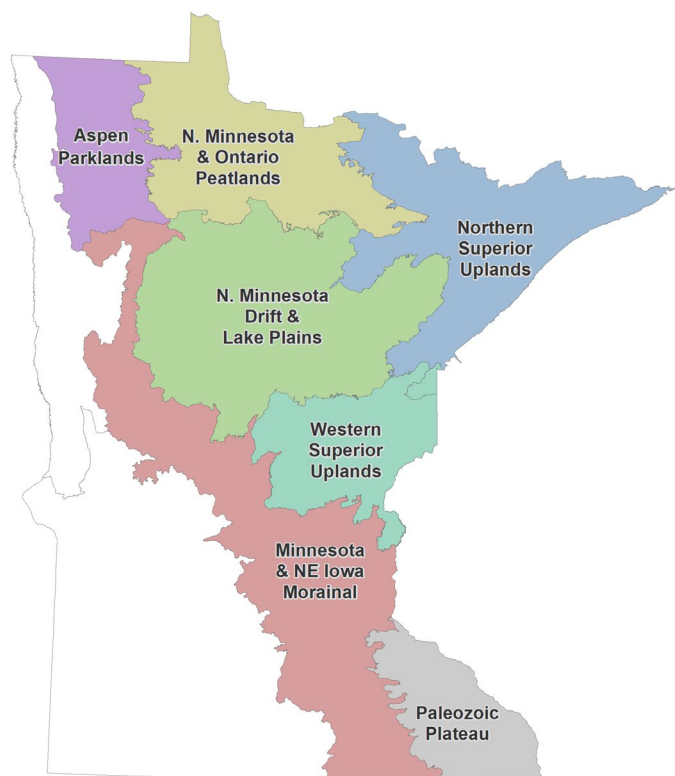 Aspen
Parklands
N. Minnesota
& Ontario
Peatlands
Northern
Superior
Uplands
N. Minnesota
Drift &
Lake Plains
Western
Superior
Uplands
Minnesota
& NE Iowa
Morainal
Paleozoic
Plateau